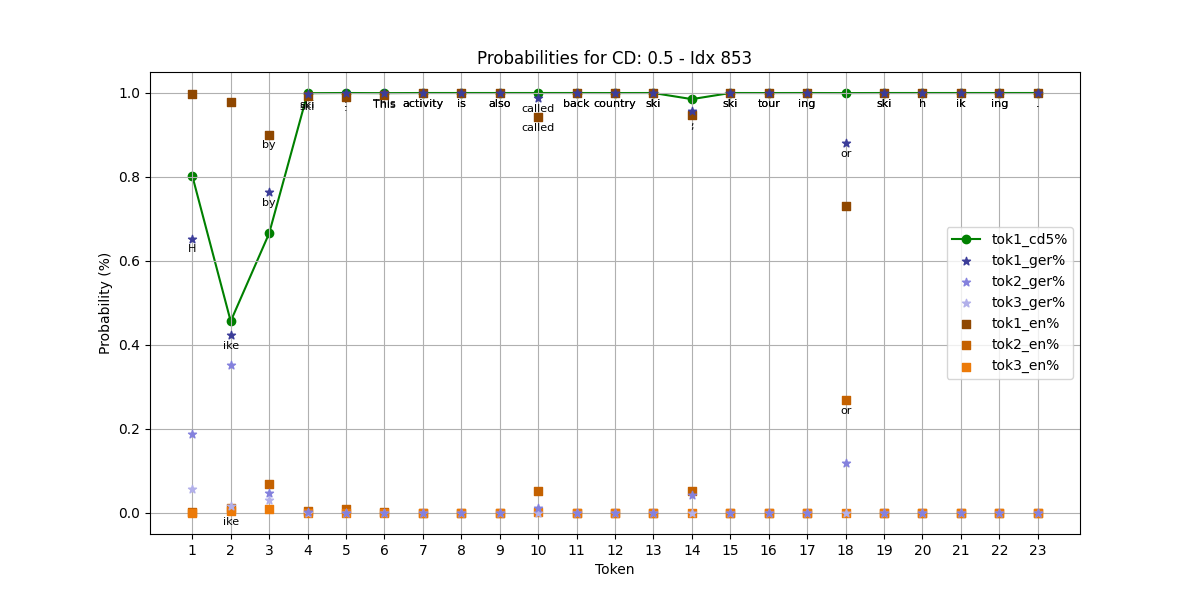 Probabilities for CD: 0.5 - Idx 853
Probability (%)
1.0
0.8
0.6
0.4
0.2
0.0
H
ike
ike
by
by
ski
:
This
activity
is
also
called
called
back
country
ski
ski
tour
ing
or
or
ski
h
ik
ing
.
tok1_cd5%
tok1_ger%
tok2_ger%
tok3_ger%
tok1_en%
tok2_en%
tok3_en%
1 2 3 4 5 6 7 8 9 10 11 12 13 14 15 16 17 18 19 20 21 22 23
Token